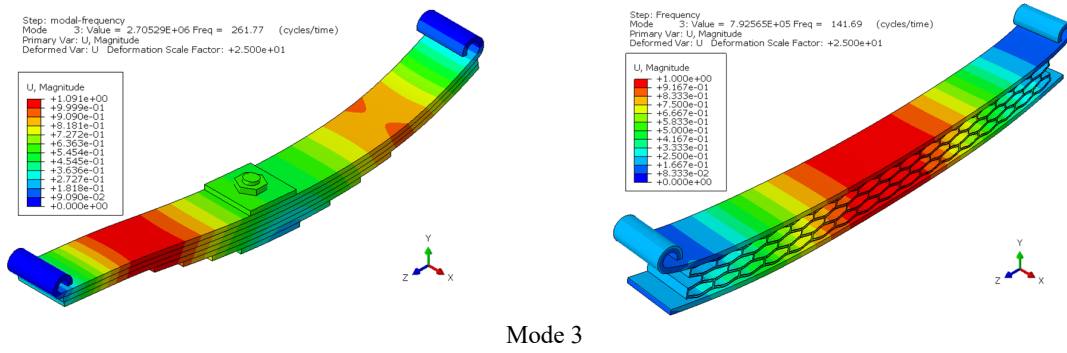 Step: modal-frequency
Mode 3: Value = 2.70529E+06 Freq = 261.77 (cycles/time)
Primary Var: U, Magnitude
Deformed Var: U Deformation Scale Factor: +2.500e+01
U, Magnitude
+1.091e+00
+9.999e-01
+9.090e-01
+8.181e-01
+7.272e-01
+6.363e-01
+5.454e-01
+4.545e-01
+3.636e-01
+2.727e-01
+1.818e-01
+9.090e-02
+0.000e+00
Y
Z
X
Step: Frequency
Mode 3: Value = 7.92565E+05 Freq = 141.69 (cycles/time)
Primary Var: U, Magnitude
Deformed Var: U Deformation Scale Factor: +2.500e+01
U, Magnitude
+1.000e+00
+9.167e-01
+8.333e-01
+7.500e-01
+6.667e-01
+5.833e-01
+5.000e-01
+4.167e-01
+3.333e-01
+2.500e-01
+1.667e-01
+8.333e-02
+0.000e+00
Y
Z
X
Mode 3